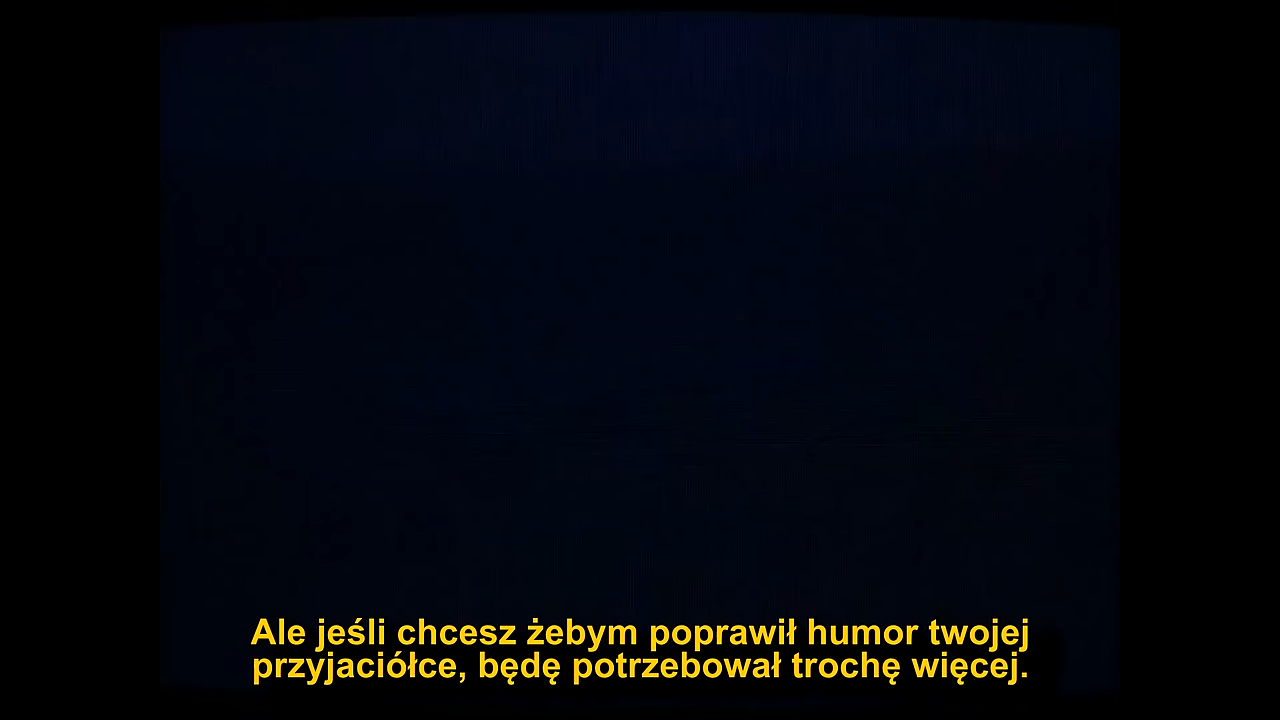 Ale jeśli chcesz żebym poprawił humor twojej
przyjaciółce, będę potrzebował trochę więcej.